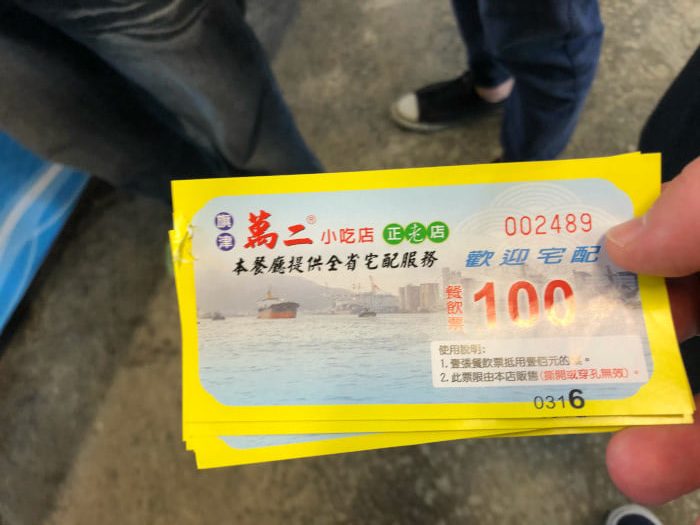 旗津 萬二® 小吃店 正老店
本餐廳提供全省宅配服務
002489
歡迎宅配
餐飲票 100
使用說明:
1. 壹張餐飲票抵用壹佰元的 。
2. 此票限由本店販售(撕開或穿孔無效)。
0316